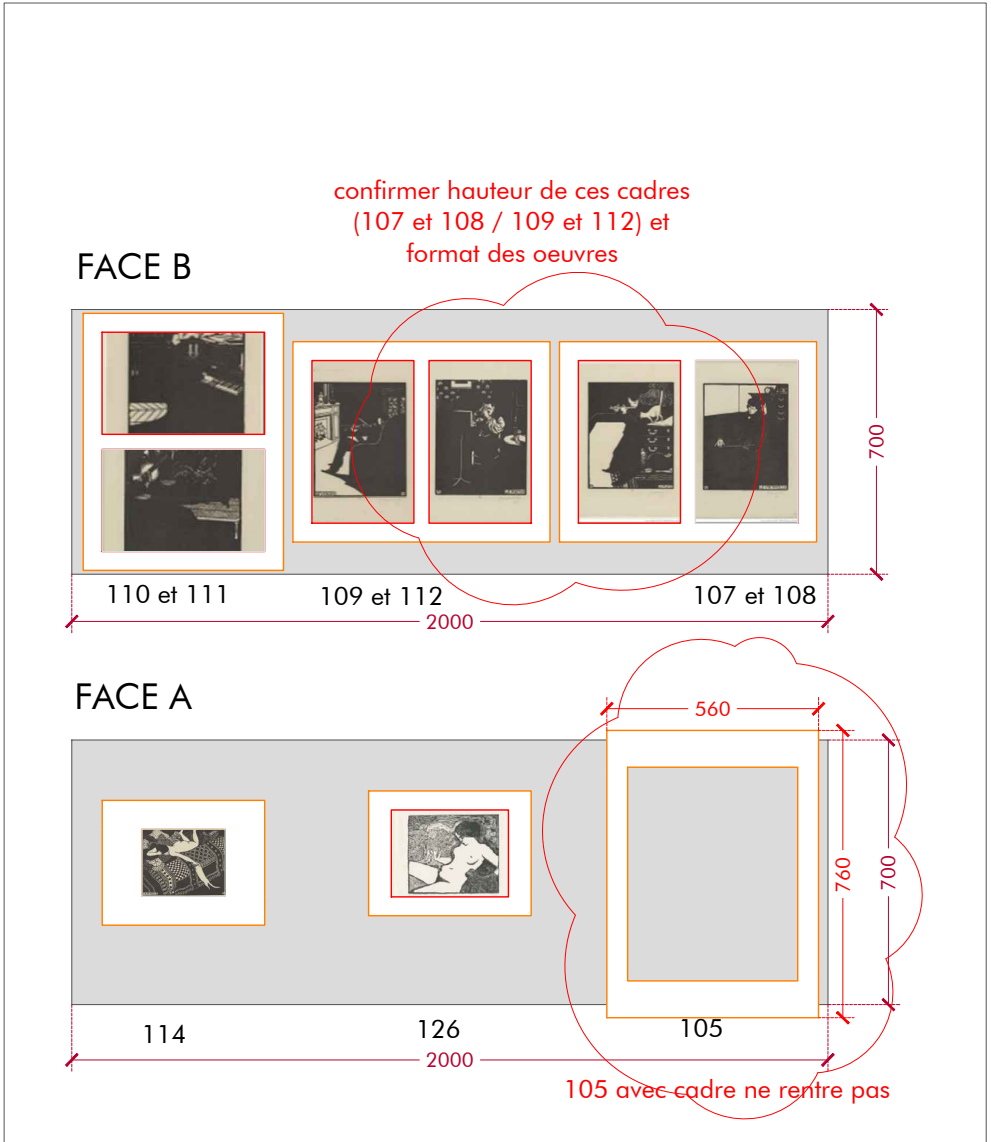 confirmer hauteur de ces cadres
(107 et 108 / 109 et 112) et
format des oeuvres
FACE B
700
110 et 111
109 et 112
107 et 108
2000
FACE A
560
760
700
114
126
105
2000
105 avec cadre ne rentre pas